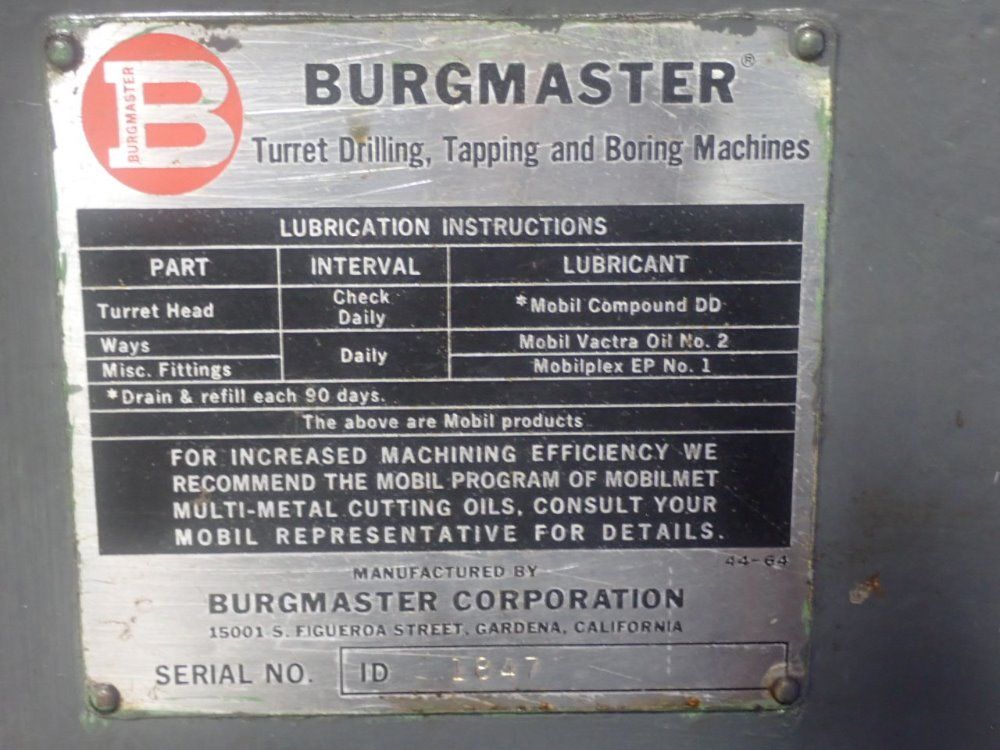 B
BURGMASTER
BURGMASTER®
Turret Drilling, Tapping and Boring Machines
LUBRICATION INSTRUCTIONS
PART INTERVAL LUBRICANT
Turret Head Check Daily *Mobil Compound DD
Ways Daily Mobil Vactra Oil No. 2
Misc. Fittings Mobilplex EP No. 1
*Drain & refill each 90 days.
The above are Mobil products
FOR INCREASED MACHINING EFFICIENCY WE
RECOMMEND THE MOBIL PROGRAM OF MOBILMET
MULTI-METAL CUTTING OILS, CONSULT YOUR
MOBIL REPRESENTATIVE FOR DETAILS.
44-64
MANUFACTURED BY
BURGMASTER CORPORATION
15001 S. FIGUEROA STREET, GARDENA, CALIFORNIA
SERIAL NO. ID 1847